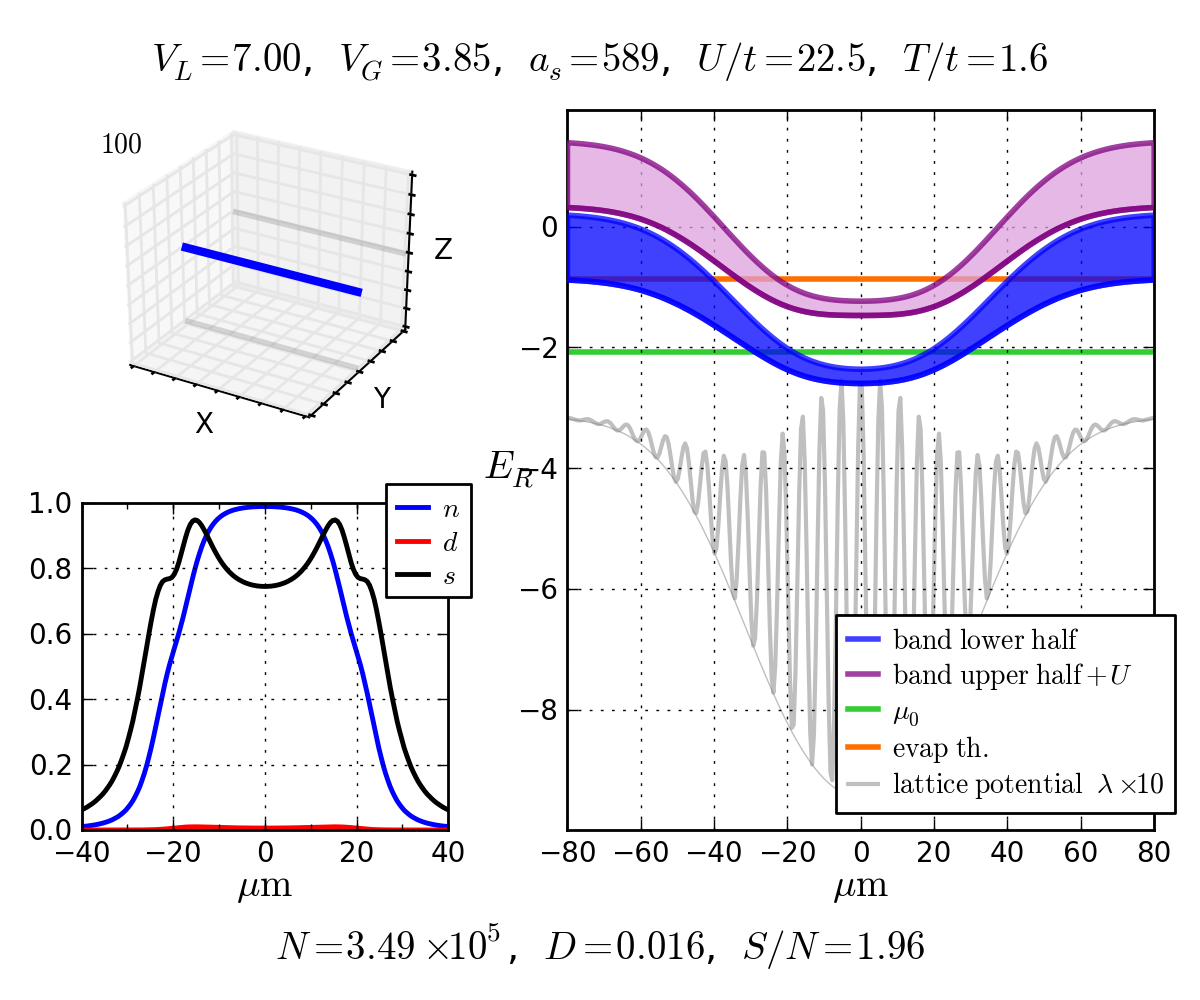 V_L=7.00, V_G=3.85, a_s=589, U/t=22.5, T/t=1.6
100
Z
Y
X
1.0
0.8
0.6
0.4
0.2
0.0
−40 −20 0 20 40
μm
n
d
s
E_R
0
−2
−4
−6
−8
−80 −60 −40 −20 0 20 40 60 80
μm
band lower half
band upper half+U
μ_0
evap th.
lattice potential λ×10
N=3.49×10^5, D=0.016, S/N=1.96